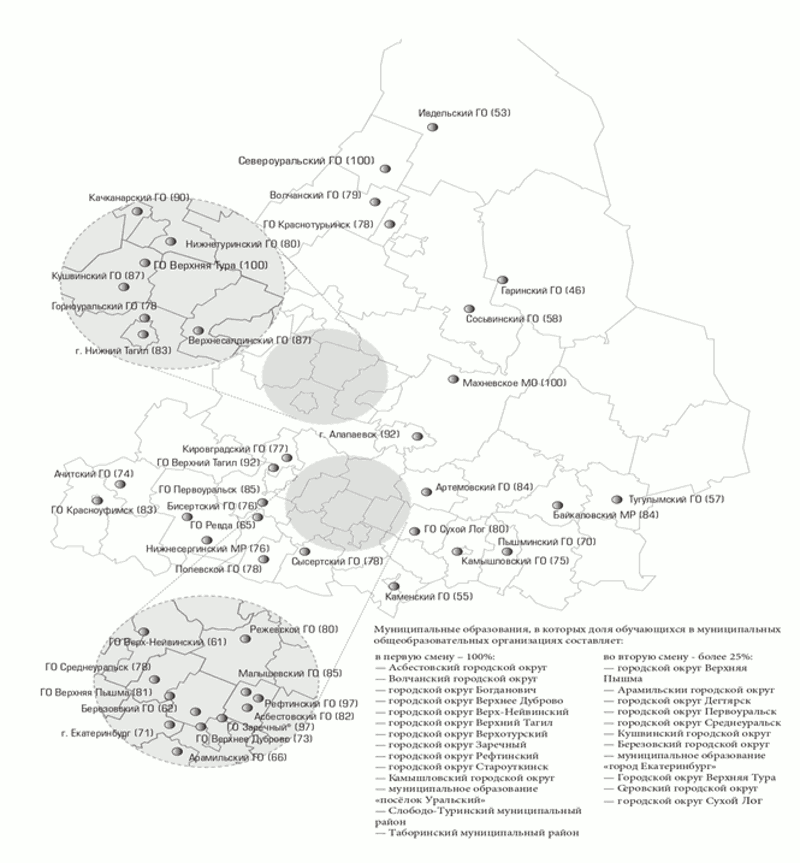 Ивдельский ГО (53)
Североуральский ГО (100)
Волчанский ГО (79)
Качканарский ГО (90)
ГО Краснотурьинск (78)
Нижнетуринский ГО (80)
ГО Верхняя Тура (100)
Кушвинский ГО (87)
Гаринский ГО (46)
Горноуральский ГО (78
Сосьвинский ГО (58)
Верхнесалдинский ГО (87)
г. Нижний Тагил (83)
Махневское МО (100)
г. Алапаевск (92)
Кировградский ГО (77)
ГО Верхний Тагил (92)
Ачитский ГО (74)
ГО Первоуральск (85)
Артемовский ГО (84)
Тугулымский ГО (57)
ГО Красноуфимск (83)
Бисертский ГО (76)
Байкаловский МР (84)
ГО Ревда (65)
ГО Сухой Лог (80)
Пышминский ГО (70)
Нижнесергинский МР (76)
Сысертский ГО (78)
Камышловский ГО (75)
Полевской ГО (78)
Каменский ГО (55)
ГО Верх-Нейвинский (61)
Режевской ГО (80)
ГО Среднеуральск (78)
Малышевский ГО (85)
ГО Верхняя Пышма (81)
Рефтинский ГО (97)
Березовский ГО (62)
Асбестовский ГО (82)
ГО Заречный* (97)
г. Екатеринбург (71)
ГО Верхнее Дуброво (73)
Арамильский ГО (66)
Муниципальные образования, в которых доля обучающихся в муниципальных
общеобразовательных организациях составляет:
в первую смену – 100%:
— Асбестовский городской округ
— Волчанский городской округ
— городской округ Богданович
— городской округ Верхнее Дуброво
— городской округ Верх-Нейвинский
— городской округ Верхний Тагил
— городской округ Верхотурский
— городской округ Заречный
— городской округ Рефтинский
— городской округ Староуткинск
— Камышловский городской округ
— муниципальное образование
«посёлок Уральский»
— Слободо-Туринский муниципальный
район
— Таборинский муниципальный район
во вторую смену - более 25%:
— городской округ Верхняя
Пышма
— Арамильский городской округ
— городской округ Дегтярск
— городской округ Первоуральск
— городской округ Среднеуральск
— Кушвинский городской округ
— Березовский городской округ
— муниципальное образование
«город Екатеринбург»
— Городской округ Верхняя Тура
— Серовский городской округ
— городской округ Сухой Лог